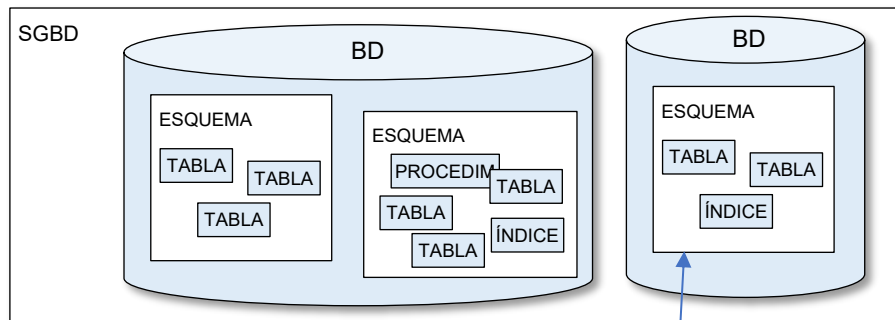 SGBD
BD
ESQUEMA
TABLA
TABLA
TABLA
ESQUEMA
PROCEDIM
TABLA
TABLA
ÍNDICE
TABLA
BD
ESQUEMA
TABLA
TABLA
ÍNDICE